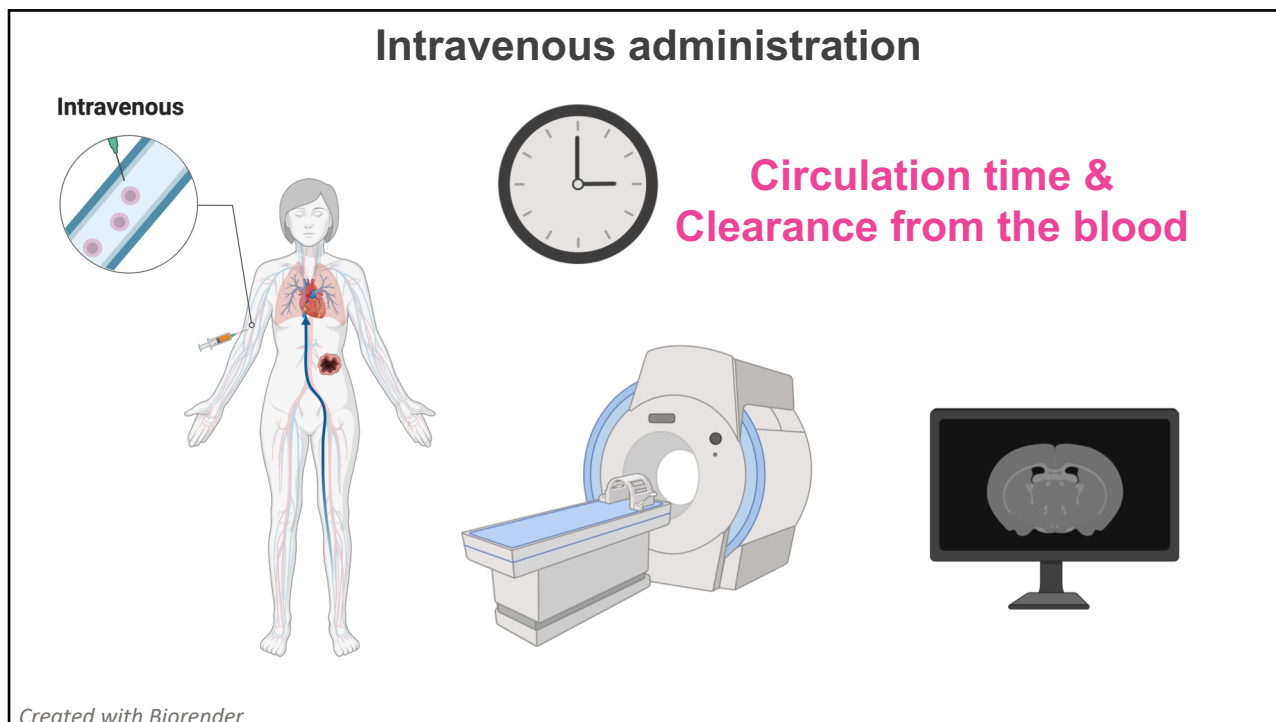 Intravenous administration
Intravenous
Circulation time &
Clearance from the blood
Created with Biorender